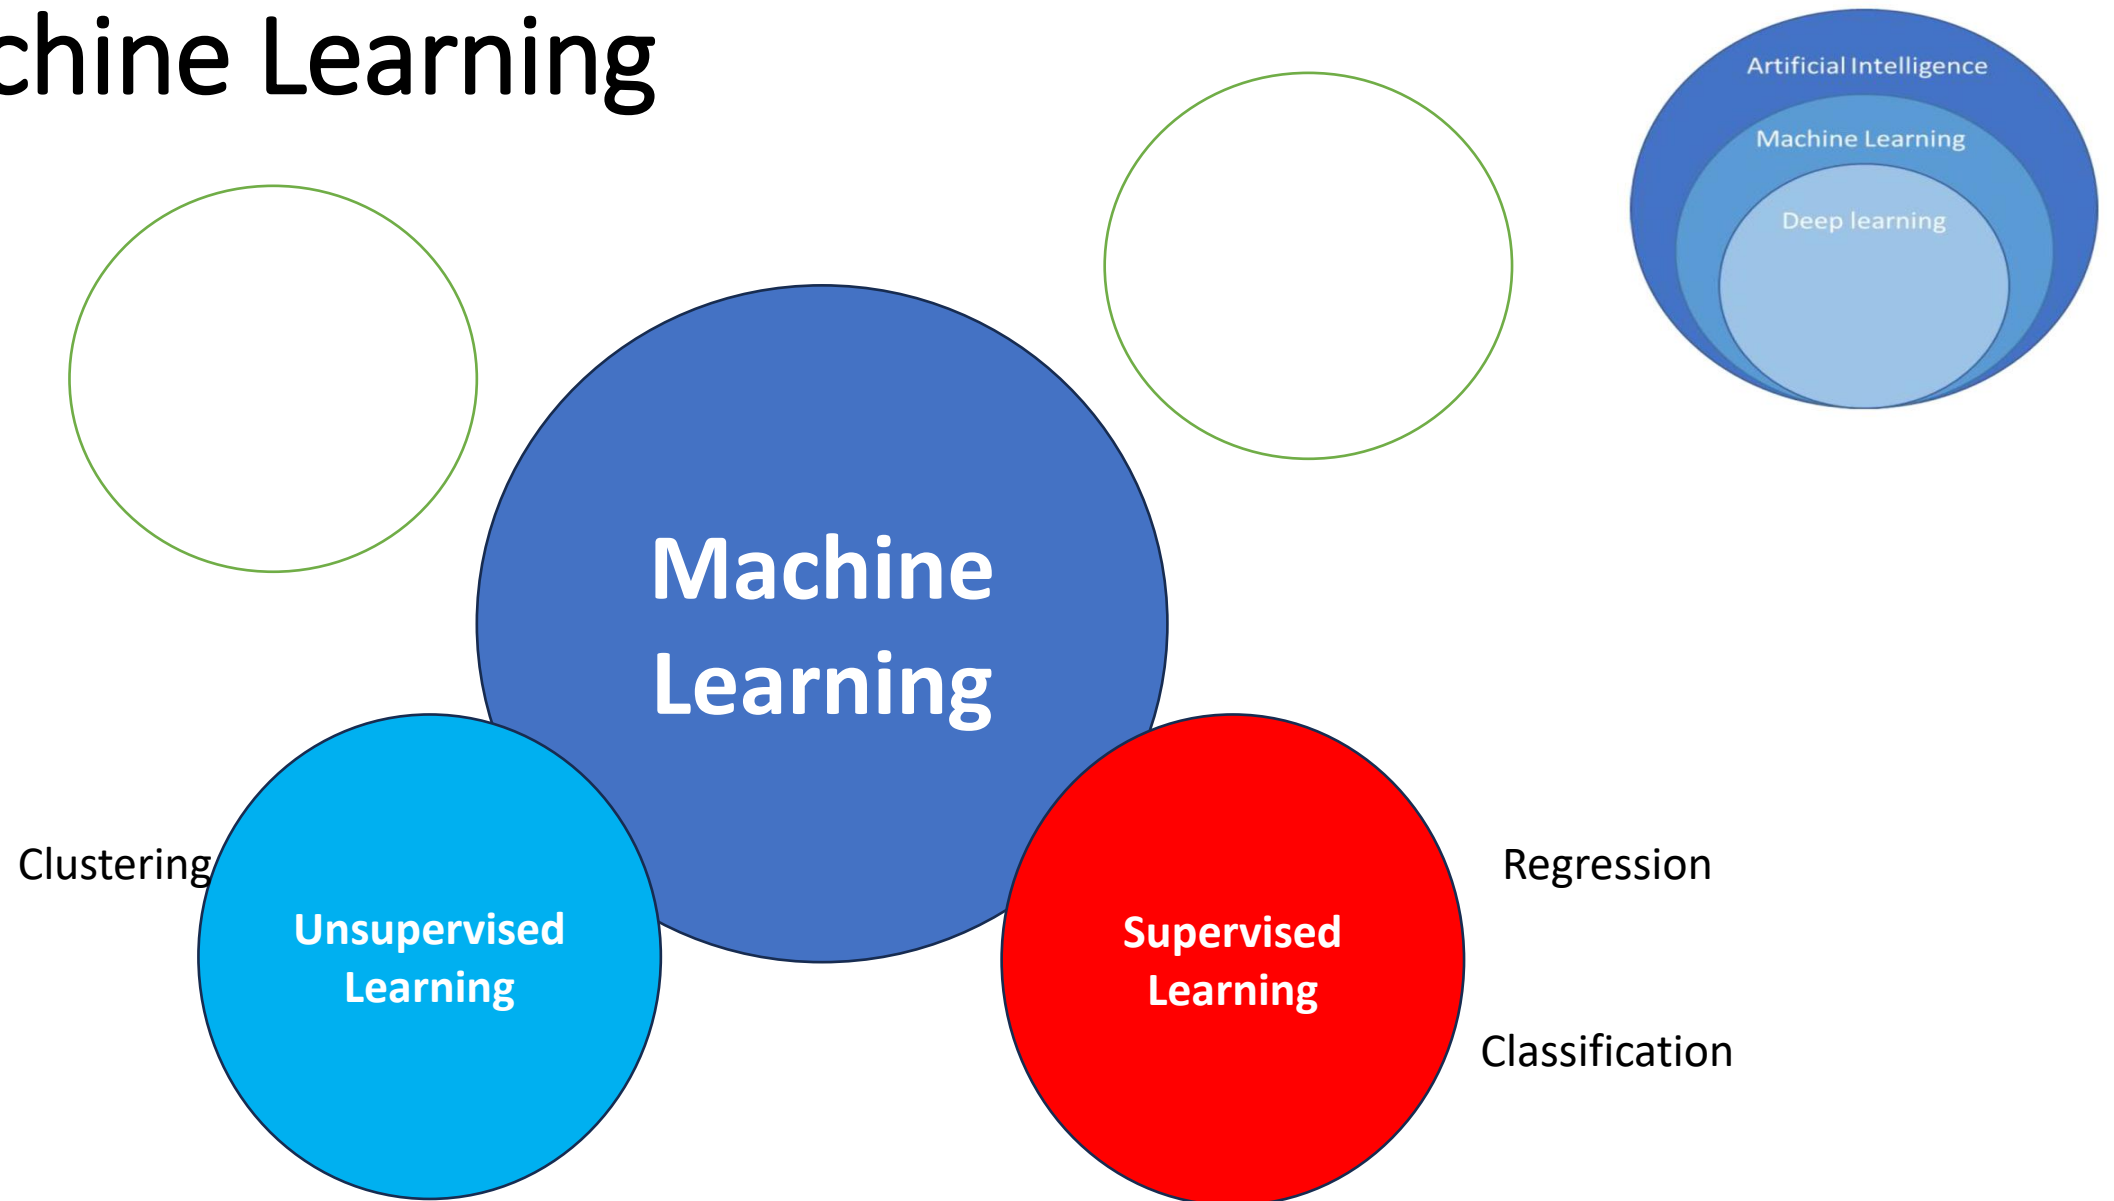 chine Learning
Artificial Intelligence
Machine Learning
Deep learning
Machine
Learning
Clustering
Unsupervised
Learning
Supervised
Learning
Regression
Classification